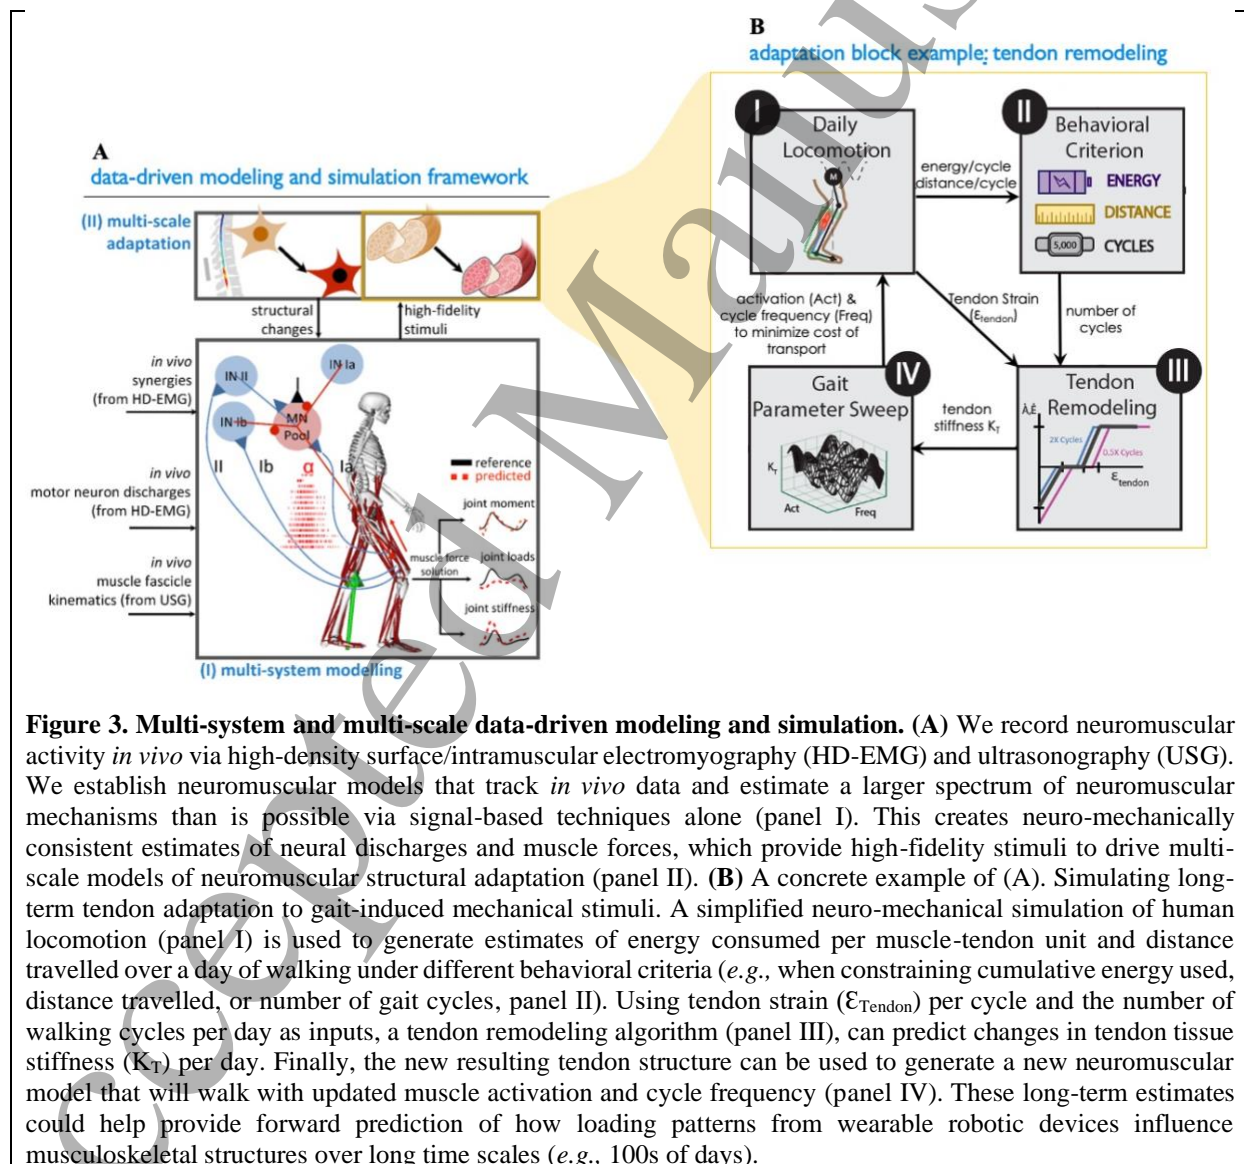 A
data-driven modeling and simulation framework
(II) multi-scale
adaptation
structural
changes
high-fidelity
stimuli
in vivo
synergies
(from HD-EMG)
in vivo
motor neuron discharges
(from HD-EMG)
in vivo
muscle fascicle
kinematics (from USG)
IN II
IN Ia
IN Ib
MN
Pool
II
Ib
α
Ia
reference
predicted
joint moment
muscle force
solution
joint loads
joint stiffness
(I) multi-system modelling
B
adaptation block example: tendon remodeling
I
Daily
Locomotion
M
energy/cycle
distance/cycle
II
Behavioral
Criterion
ENERGY
DISTANCE
5,000
CYCLES
activation (Act) &
cycle frequency (Freq)
to minimize cost of
transport
Tendon Strain
(Ɛtendon)
number of
cycles
IV
Gait
Parameter Sweep
KT
Act
Freq
tendon
stiffness KT
III
Tendon
Remodeling
Ȧ,Ė
2X Cycles
0.5X Cycles
Ɛtendon
Figure 3. Multi-system and multi-scale data-driven modeling and simulation. (A) We record neuromuscular
activity in vivo via high-density surface/intramuscular electromyography (HD-EMG) and ultrasonography (USG).
We establish neuromuscular models that track in vivo data and estimate a larger spectrum of neuromuscular
mechanisms than is possible via signal-based techniques alone (panel I). This creates neuro-mechanically
consistent estimates of neural discharges and muscle forces, which provide high-fidelity stimuli to drive multi-
scale models of neuromuscular structural adaptation (panel II). (B) A concrete example of (A). Simulating long-
term tendon adaptation to gait-induced mechanical stimuli. A simplified neuro-mechanical simulation of human
locomotion (panel I) is used to generate estimates of energy consumed per muscle-tendon unit and distance
travelled over a day of walking under different behavioral criteria (e.g., when constraining cumulative energy used,
distance travelled, or number of gait cycles, panel II). Using tendon strain (ƐTendon) per cycle and the number of
walking cycles per day as inputs, a tendon remodeling algorithm (panel III), can predict changes in tendon tissue
stiffness (KT) per day. Finally, the new resulting tendon structure can be used to generate a new neuromuscular
model that will walk with updated muscle activation and cycle frequency (panel IV). These long-term estimates
could help provide forward prediction of how loading patterns from wearable robotic devices influence
musculoskeletal structures over long time scales (e.g., 100s of days).